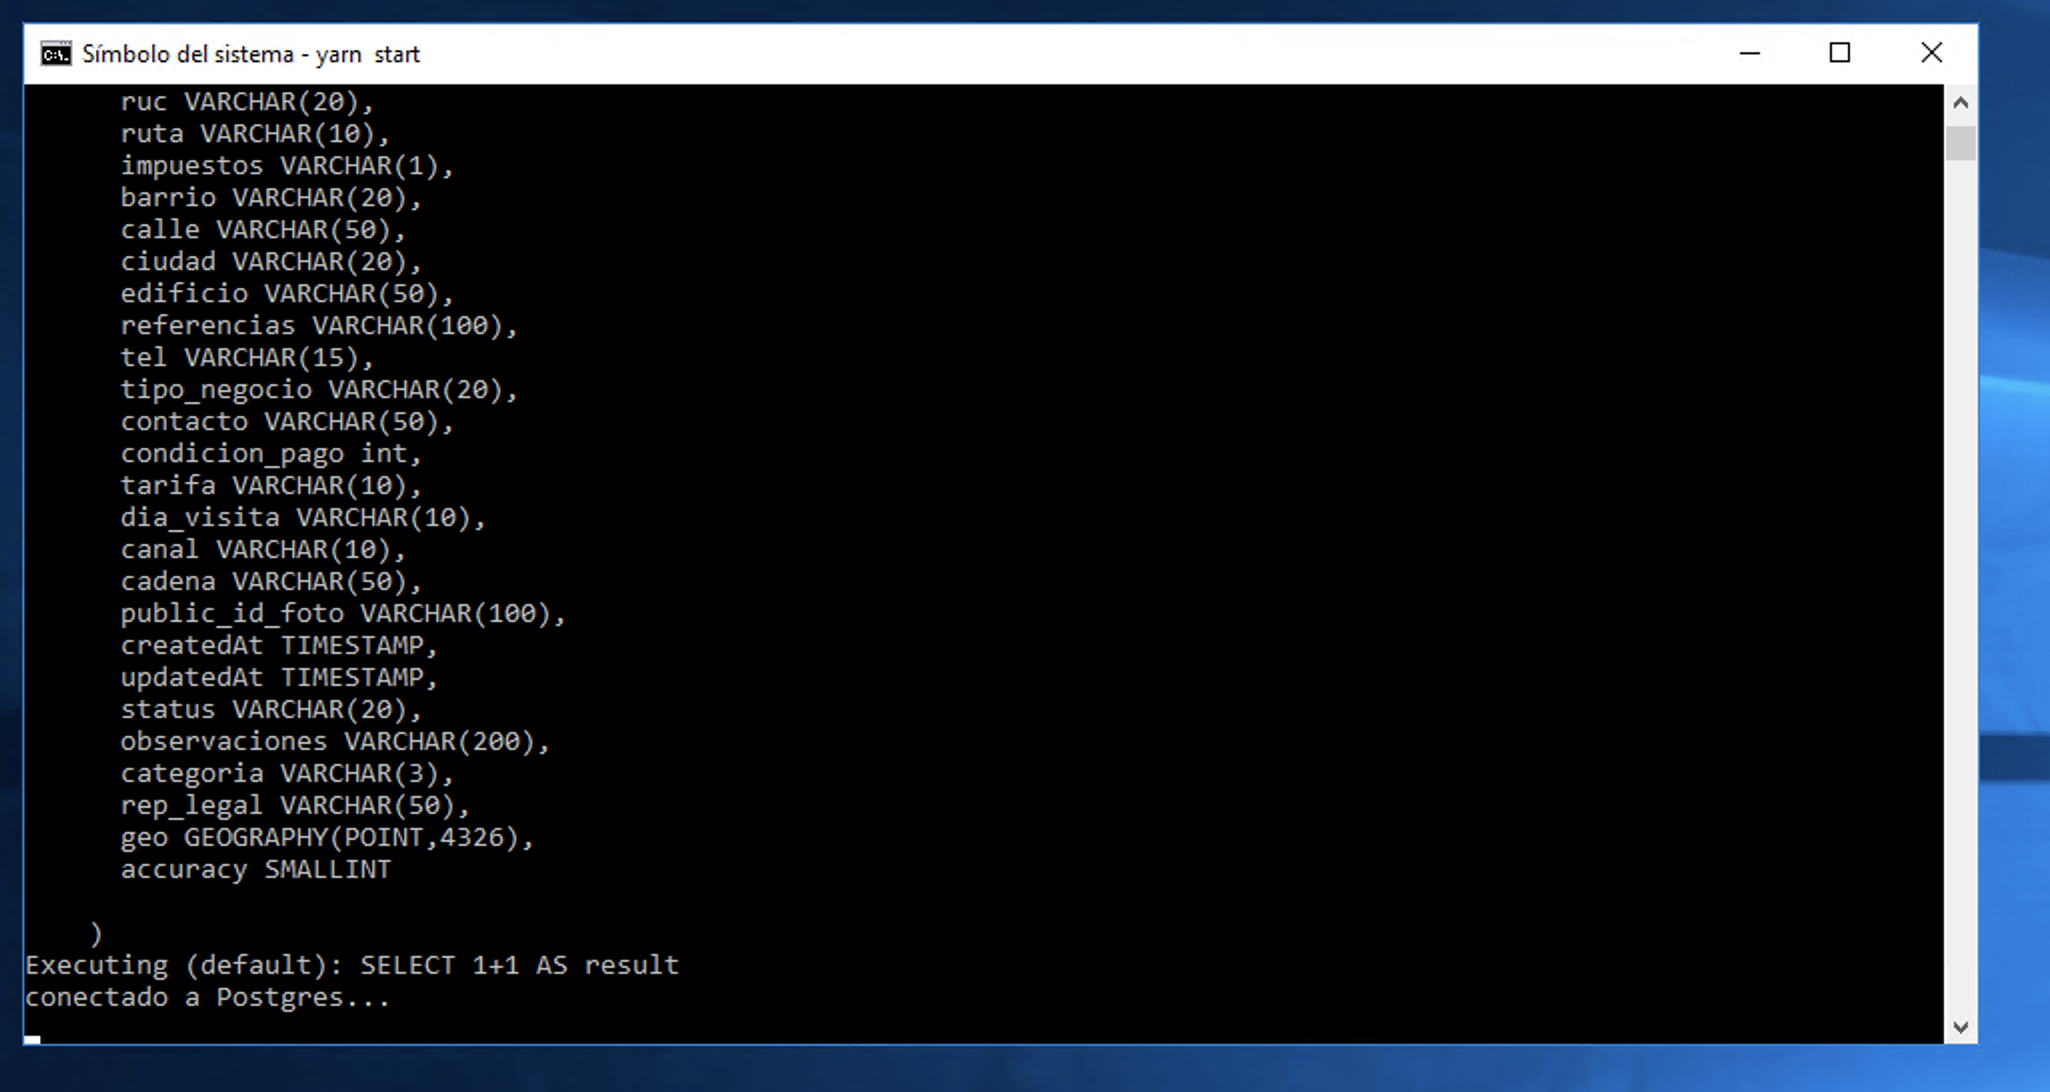 Símbolo del sistema - yarn  start
ruc VARCHAR(20),
ruta VARCHAR(10),
impuestos VARCHAR(1),
barrio VARCHAR(20),
calle VARCHAR(50),
ciudad VARCHAR(20),
edificio VARCHAR(50),
referencias VARCHAR(100),
tel VARCHAR(15),
tipo_negocio VARCHAR(20),
contacto VARCHAR(50),
condicion_pago int,
tarifa VARCHAR(10),
dia_visita VARCHAR(10),
canal VARCHAR(10),
cadena VARCHAR(50),
public_id_foto VARCHAR(100),
createdAt TIMESTAMP,
updatedAt TIMESTAMP,
status VARCHAR(20),
observaciones VARCHAR(200),
categoria VARCHAR(3),
rep_legal VARCHAR(50),
geo GEOGRAPHY(POINT,4326),
accuracy SMALLINT
)
Executing (default): SELECT 1+1 AS result
conectado a Postgres...